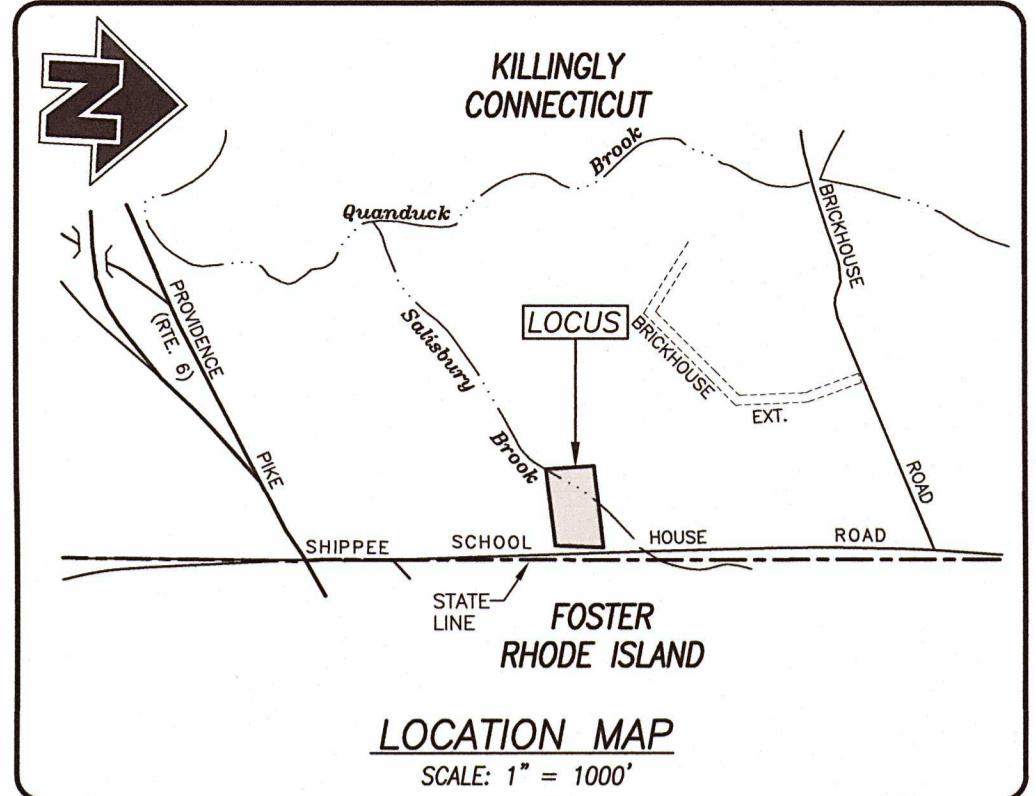 N
KILLINGLY
CONNECTICUT
Brook
Quanduck
BRICKHOUSE
PROVIDENCE
(RTE. 6)
Salisbury
LOCUS
BRICKHOUSE
EXT.
Brook
PIKE
ROAD
SHIPPEE SCHOOL HOUSE ROAD
STATE
LINE
FOSTER
RHODE ISLAND
LOCATION MAP
SCALE: 1" = 1000'